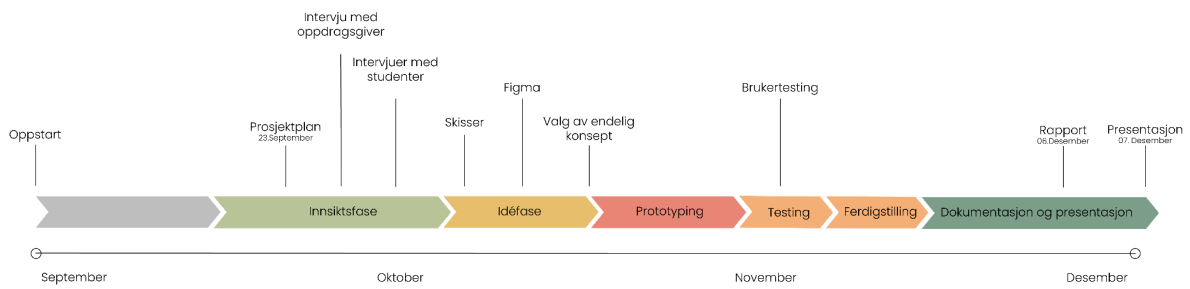 Intervju med
oppdragsgiver
Intervjuer med
studenter
Figma
Brukertesting
Oppstart
Prosjektplan
23.September
Skisser
Valg av endelig
konsept
Rapport
06.Desember
Presentasjon
07. Desember
Innsiktsfase
Idéfase
Prototyping
Testing
Ferdigstilling
Dokumentasjon og presentasjon
September
Oktober
November
Desember